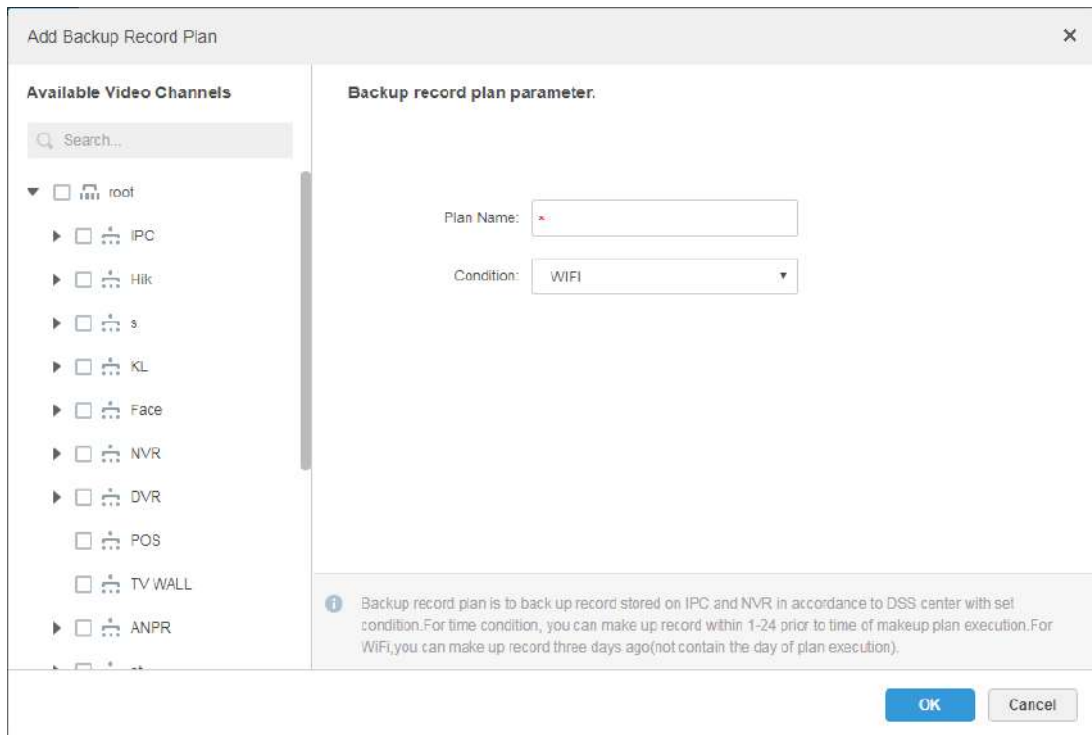 Add Backup Record Plan
Available Video Channels
Search...
root
IPC
Hik
s
KL
Face
NVR
DVR
POS
TV WALL
ANPR
Backup record plan parameter.
Plan Name: *
Condition: WIFI
Backup record plan is to back up record stored on IPC and NVR in accordance to DSS center with set
condition.For time condition, you can make up record within 1-24 prior to time of makeup plan execution.For
WiFi,you can make up record three days ago(not contain the day of plan execution).
OK Cancel